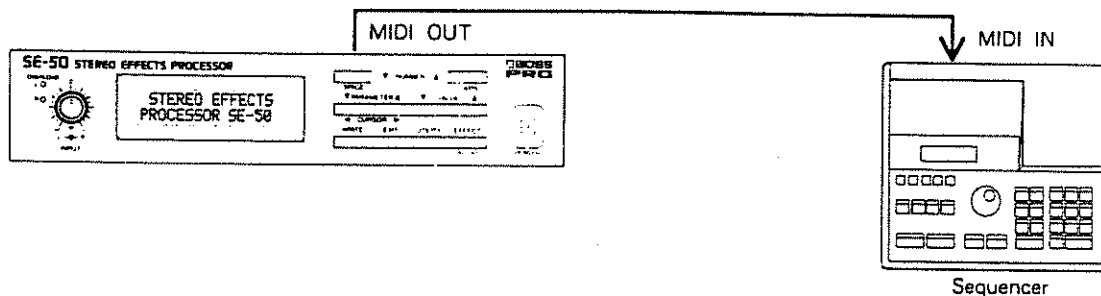 MIDI OUT
MIDI IN
SE-50 STEREO EFFECTS PROCESSOR
BOSS
PRO
STEREO EFFECTS
PROCESSOR SE-50
CURSOR
INPUT
Sequencer